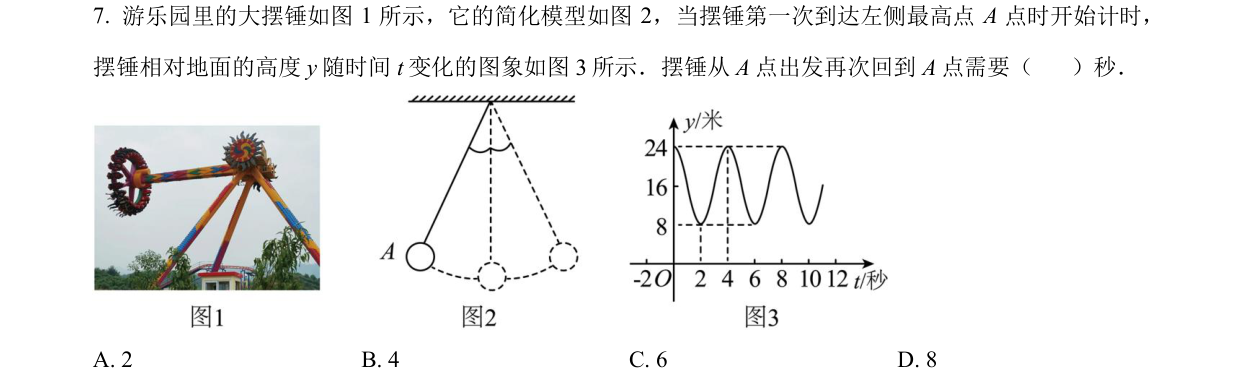 7. 游乐园里的大摆锤如图 1 所示，它的简化模型如图 2，当摆锤第一次到达左侧最高点 A 点时开始计时，
摆锤相对地面的高度 y 随时间 t 变化的图象如图 3 所示．摆锤从 A 点出发再次回到 A 点需要（　　）秒．
A
y/米
24
16
8
-2 O 2 4 6 8 10 12 t/秒
图1
图2
图3
A. 2
B. 4
C. 6
D. 8